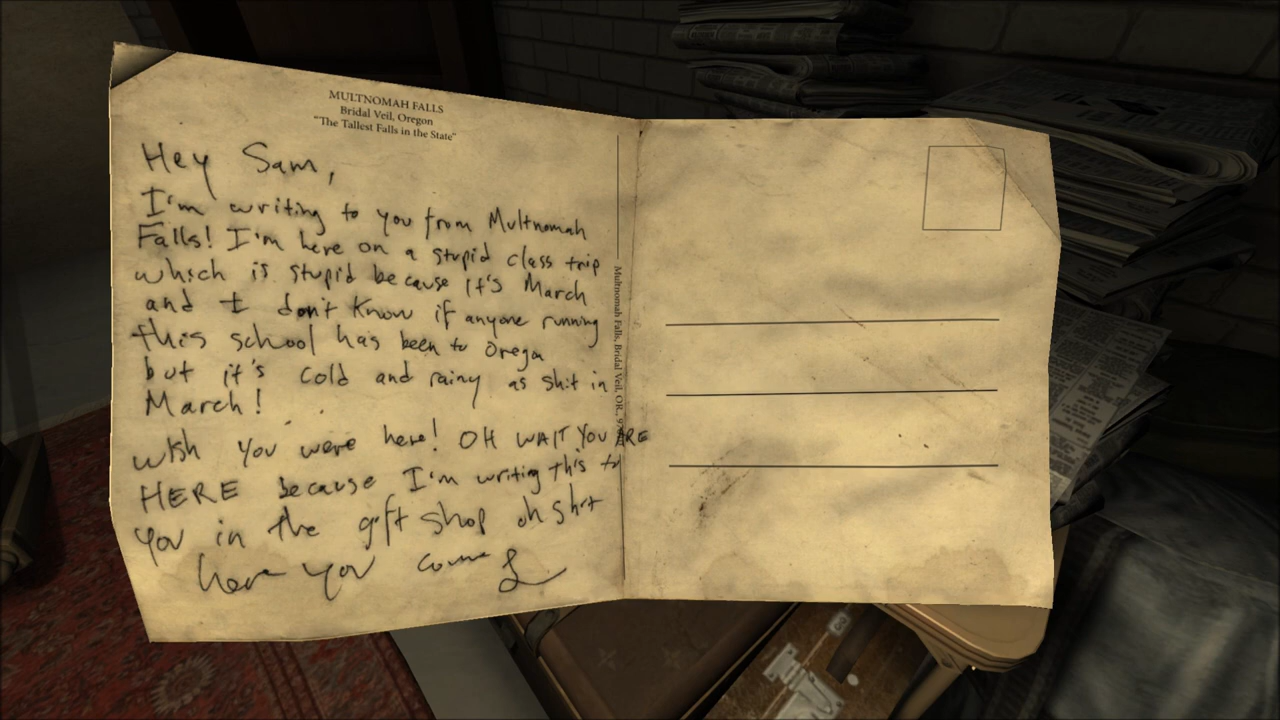 MULTNOMAH FALLS
Bridal Veil, Oregon
"The Tallest Falls in the State"
Hey Sam,
I'm writing to you from Multnomah
Falls! I'm here on a stupid class trip
which is stupid because it's March
and I don't know if anyone running
this school has been to Oregon
but it's cold and rainy as shit in
March!
Wish you were here! OH WAIT YOU ARE
HERE because I'm writing this to
you in the gift shop oh shit
here you come
L
Multnomah Falls, Bridal Veil, OR.,